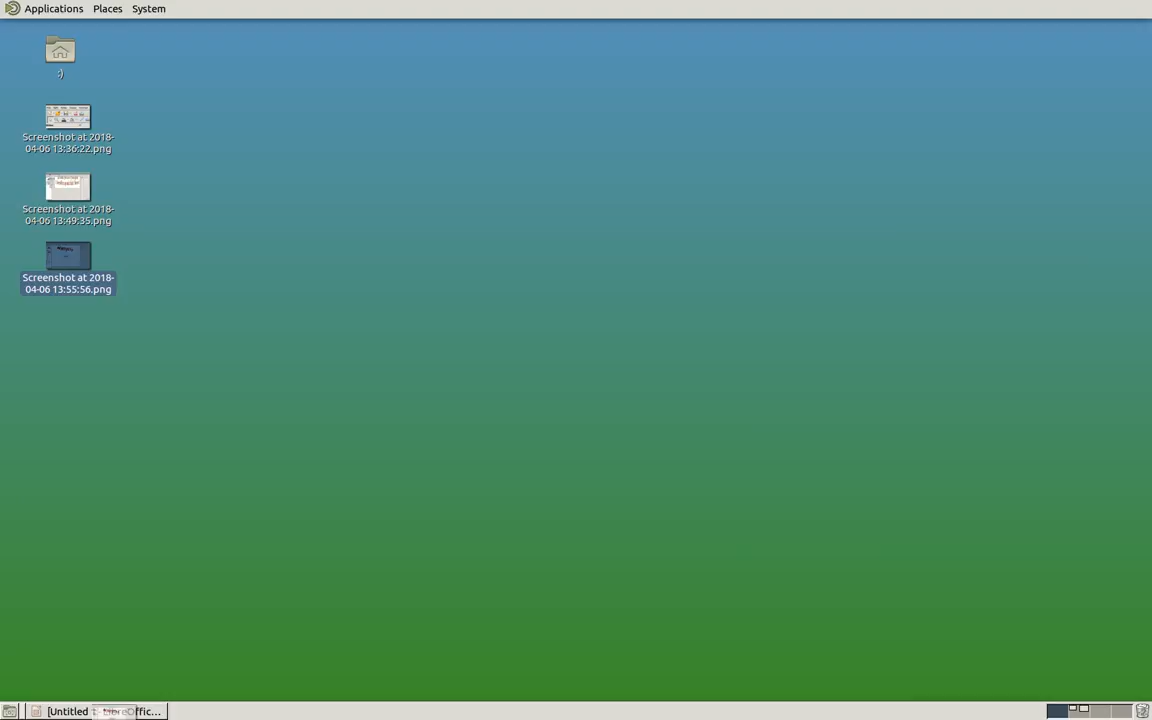 Applications Places System
:)
Screenshot at 2018-
04-06 13:36:22.png
Screenshot at 2018-
04-06 13:49:35.png
Screenshot at 2018-
04-06 13:55:56.png
[Untitled